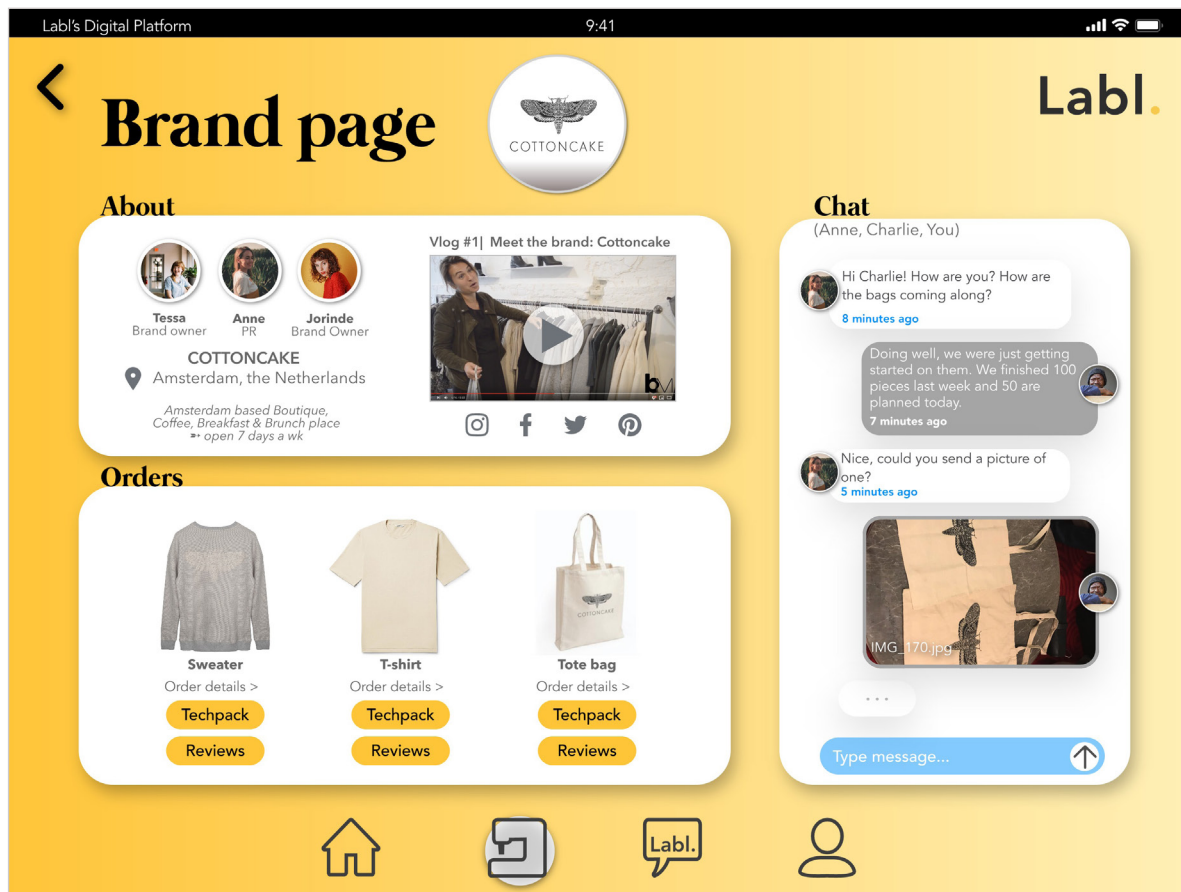 Labl's Digital Platform
9:41
Brand page
COTTONCAKE
Labl.
About
Tessa
Brand owner
Anne
PR
Jorinde
Brand Owner
COTTONCAKE
Amsterdam, the Netherlands
Amsterdam based Boutique,
Coffee, Breakfast & Brunch place
➳ open 7 days a wk
Vlog #1| Meet the brand: Cottoncake
bM
Orders
COTTONCAKE
Sweater
Order details >
Techpack
Reviews
T-shirt
Order details >
Techpack
Reviews
Tote bag
Order details >
Techpack
Reviews
Chat
(Anne, Charlie, You)
Hi Charlie! How are you? How are
the bags coming along?
8 minutes ago
Doing well, we were just getting
started on them. We finished 100
pieces last week and 50 are
planned today.
7 minutes ago
Nice, could you send a picture of
one?
5 minutes ago
IMG_170.jpg
...
Type message...
Labl.